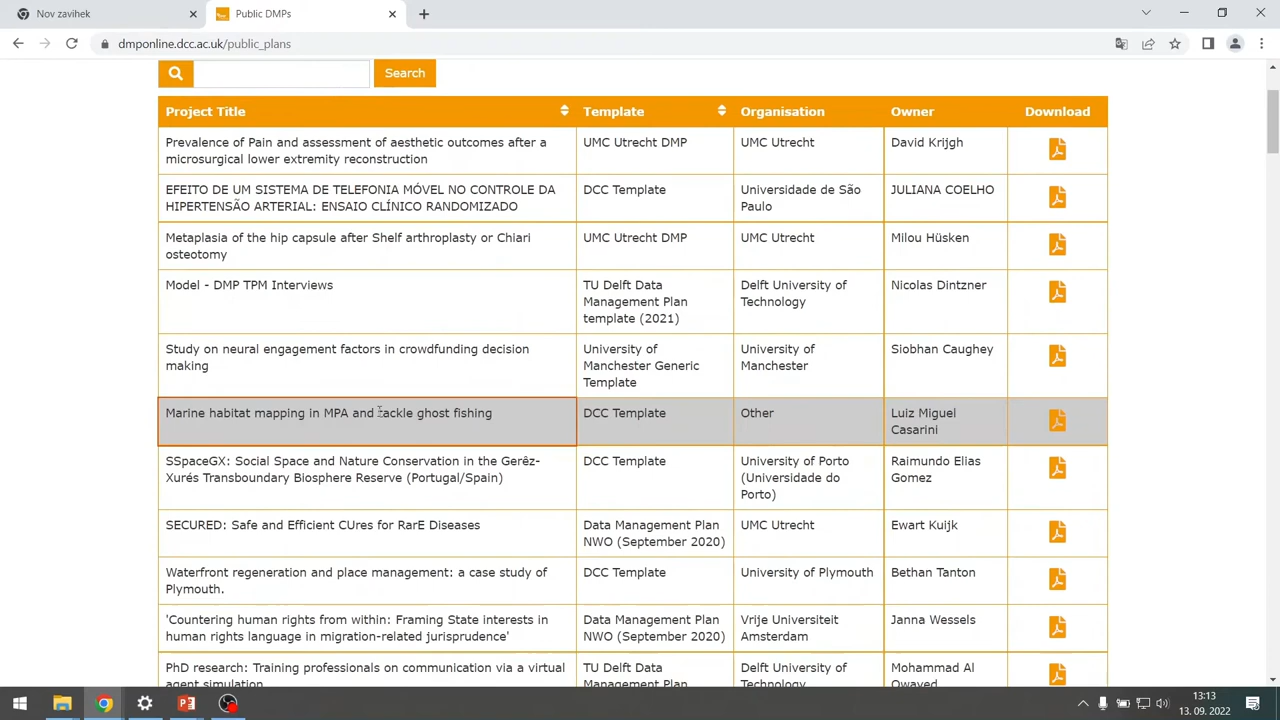 Nov zavihek
Public DMPs
dmponline.dcc.ac.uk/public_plans
Search
Project Title
Template
Organisation
Owner
Download
Prevalence of Pain and assessment of aesthetic outcomes after a
microsurgical lower extremity reconstruction
UMC Utrecht DMP
UMC Utrecht
David Krijgh
EFEITO DE UM SISTEMA DE TELEFONIA MÓVEL NO CONTROLE DA
HIPERTENSÃO ARTERIAL: ENSAIO CLÍNICO RANDOMIZADO
DCC Template
Universidade de São
Paulo
JULIANA COELHO
Metaplasia of the hip capsule after Shelf arthroplasty or Chiari
osteotomy
UMC Utrecht DMP
UMC Utrecht
Milou Hüsken
Model - DMP TPM Interviews
TU Delft Data
Management Plan
template (2021)
Delft University of
Technology
Nicolas Dintzner
Study on neural engagement factors in crowdfunding decision
making
University of
Manchester Generic
Template
University of
Manchester
Siobhan Caughey
Marine habitat mapping in MPA and tackle ghost fishing
DCC Template
Other
Luiz Miguel
Casarini
SSpaceGX: Social Space and Nature Conservation in the Gerêz-
Xurés Transboundary Biosphere Reserve (Portugal/Spain)
DCC Template
University of Porto
(Universidade do
Porto)
Raimundo Elias
Gomez
SECURED: Safe and Efficient CUres for RarE Diseases
Data Management Plan
NWO (September 2020)
UMC Utrecht
Ewart Kuijk
Waterfront regeneration and place management: a case study of
Plymouth.
DCC Template
University of Plymouth
Bethan Tanton
'Countering human rights from within: Framing State interests in
human rights language in migration-related jurisprudence'
Data Management Plan
NWO (September 2020)
Vrije Universiteit
Amsterdam
Janna Wessels
PhD research: Training professionals on communication via a virtual
agent simulation
TU Delft Data
Management Plan
Delft University of
Technology
Mohammad Al
Owayed
13:13
13. 09. 2022